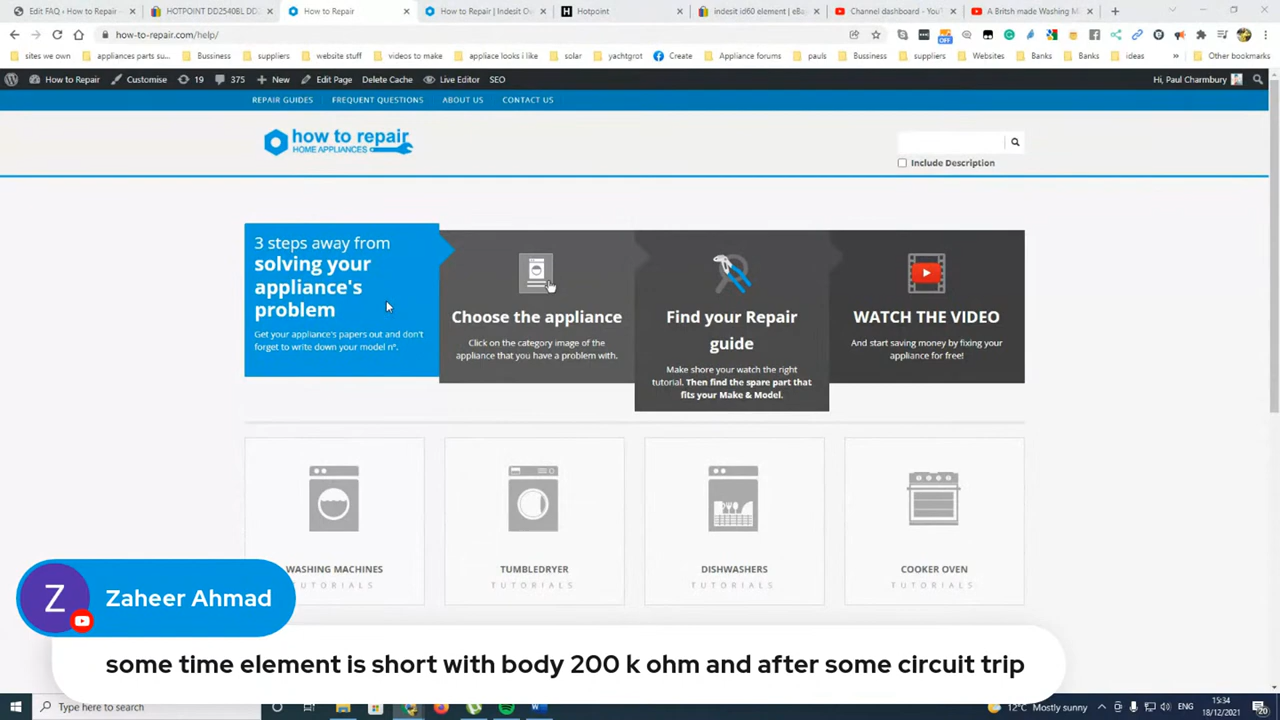 Edit FAQ ‹ How to Repair
HOTPOINT DD2540BL DD2
How to Repair
How to Repair | Indesit Ov
Hotpoint
indesit id60 element | eBa
Channel dashboard - YouT
A Britsh made Washing M
how-to-repair.com/help/
sites we own
appliances parts su...
Bussiness
suppliers
website stuff
videos to make
appliace looks i like
solar
yachtgrot
Create
Appliance forums
pauls
Bussiness
suppliers
Websites
Banks
Banks
ideas
Other bookmarks
How to Repair
Customise
19
375
New
Edit Page
Delete Cache
Live Editor
SEO
Hi, Paul Charmbury
REPAIR GUIDES
FREQUENT QUESTIONS
ABOUT US
CONTACT US
how to repair
HOME APPLIANCES
Include Description
3 steps away from
solving your
appliance's
problem
Get your appliance's papers out and don't
forget to write down your model nº.
Choose the appliance
Click on the category image of the
appliance that you have a problem with.
Find your Repair
guide
Make shore your watch the right
tutorial. Then find the spare part that
fits your Make & Model.
WATCH THE VIDEO
And start saving money by fixing your
appliance for free!
WASHING MACHINES
TUTORIALS
TUMBLEDRYER
TUTORIALS
DISHWASHERS
TUTORIALS
COOKER OVEN
TUTORIALS
Z
Zaheer Ahmad
some time element is short with body 200 k ohm and after some circuit trip
Type here to search
12°C Mostly sunny
ENG
15:34
18/12/2021
20